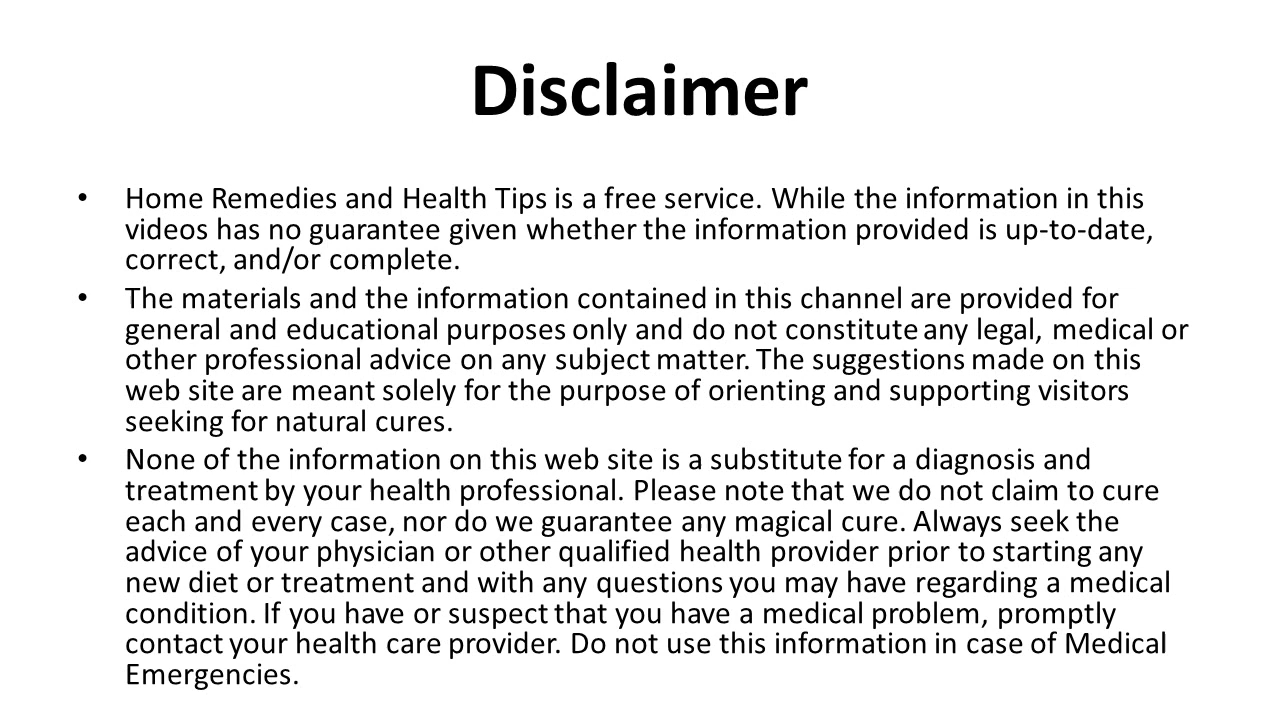 Disclaimer
• Home Remedies and Health Tips is a free service. While the information in this
videos has no guarantee given whether the information provided is up-to-date,
correct, and/or complete.
• The materials and the information contained in this channel are provided for
general and educational purposes only and do not constitute any legal, medical or
other professional advice on any subject matter. The suggestions made on this
web site are meant solely for the purpose of orienting and supporting visitors
seeking for natural cures.
• None of the information on this web site is a substitute for a diagnosis and
treatment by your health professional. Please note that we do not claim to cure
each and every case, nor do we guarantee any magical cure. Always seek the
advice of your physician or other qualified health provider prior to starting any
new diet or treatment and with any questions you may have regarding a medical
condition. If you have or suspect that you have a medical problem, promptly
contact your health care provider. Do not use this information in case of Medical
Emergencies.